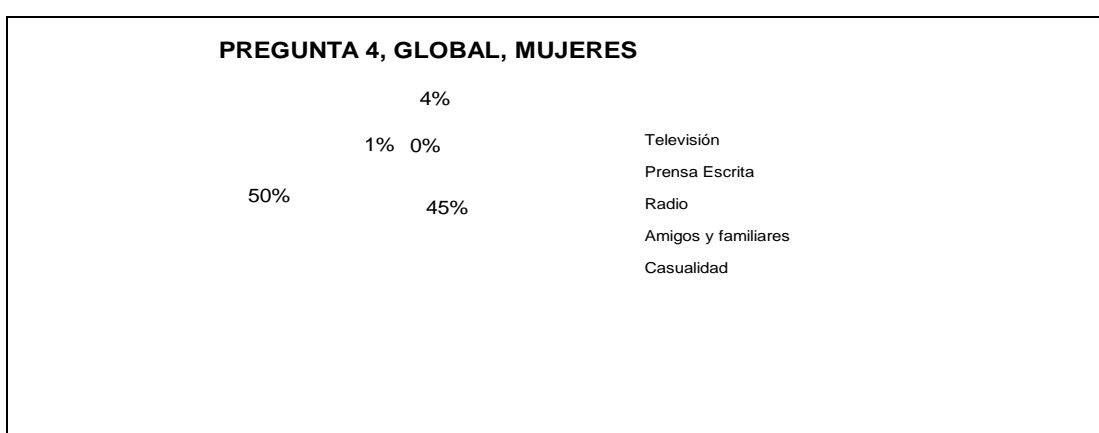 PREGUNTA 4, GLOBAL, MUJERES
4%
1% 0%
50%
45%
Televisión
Prensa Escrita
Radio
Amigos y familiares
Casualidad